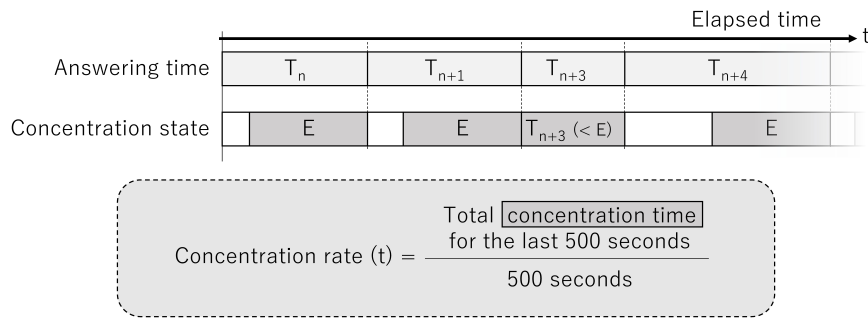 Elapsed time
t
Answering time Tn Tn+1 Tn+3 Tn+4
Concentration state E E Tn+3 (< E) E
Total concentration time
for the last 500 seconds
Concentration rate (t) =
500 seconds